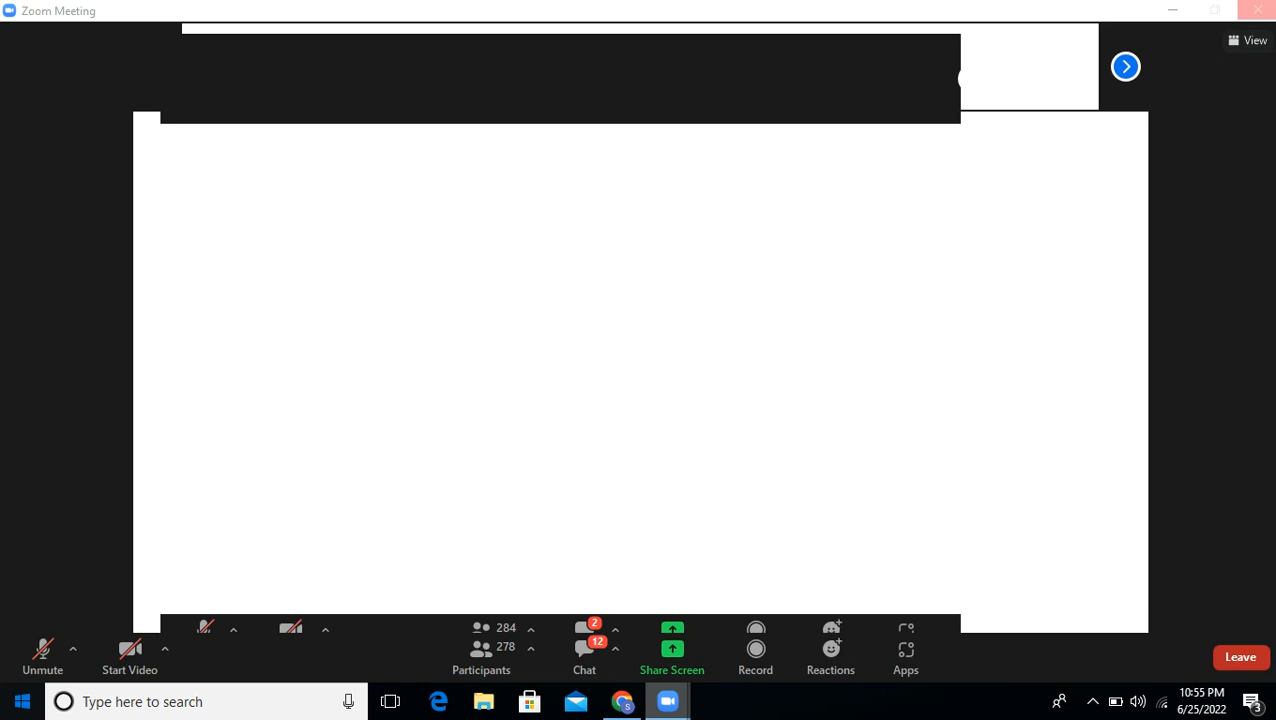 Zoom Meeting
View
2
284
12
278
Unmute
Start Video
Participants
Chat
Share Screen
Record
Reactions
Apps
Leave
Type here to search
S
10:55 PM
6/25/2022
3